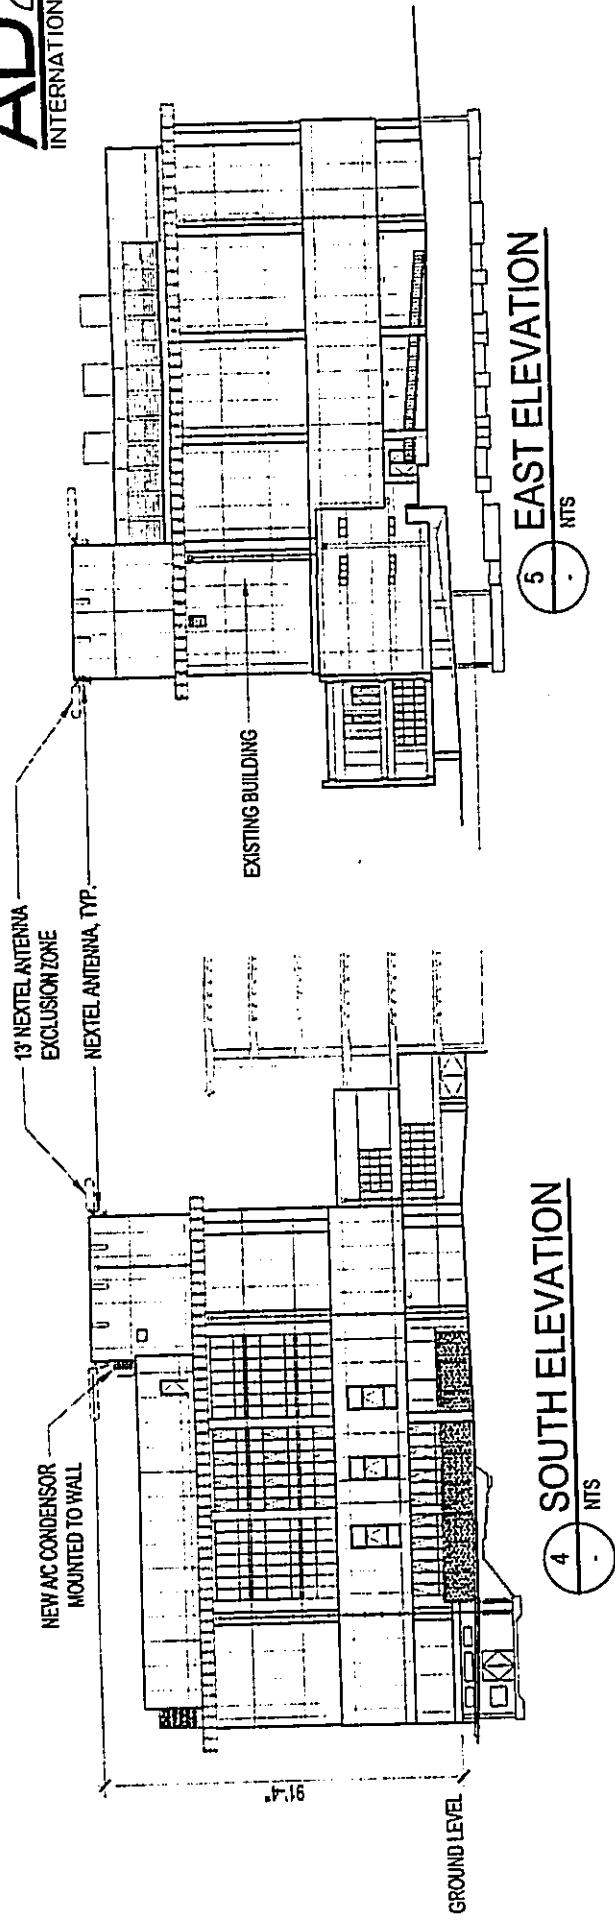 AD
INTERNATION
13' NEXTEL ANTENNA
EXCLUSION ZONE
NEXTEL ANTENNA, TYP.
NEW A/C CONDENSOR
MOUNTED TO WALL
EXISTING BUILDING
91'-4"
GROUND LEVEL
4
-
SOUTH ELEVATION
NTS
5
-
EAST ELEVATION
NTS